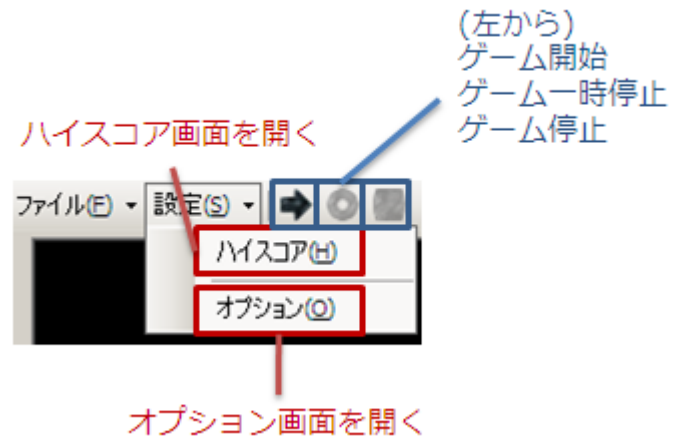 (左から)
ゲーム開始
ゲーム一時停止
ゲーム停止
ハイスコア画面を開く
ファイル(F) 設定(S)
ハイスコア(H)
オプション(O)
オプション画面を開く